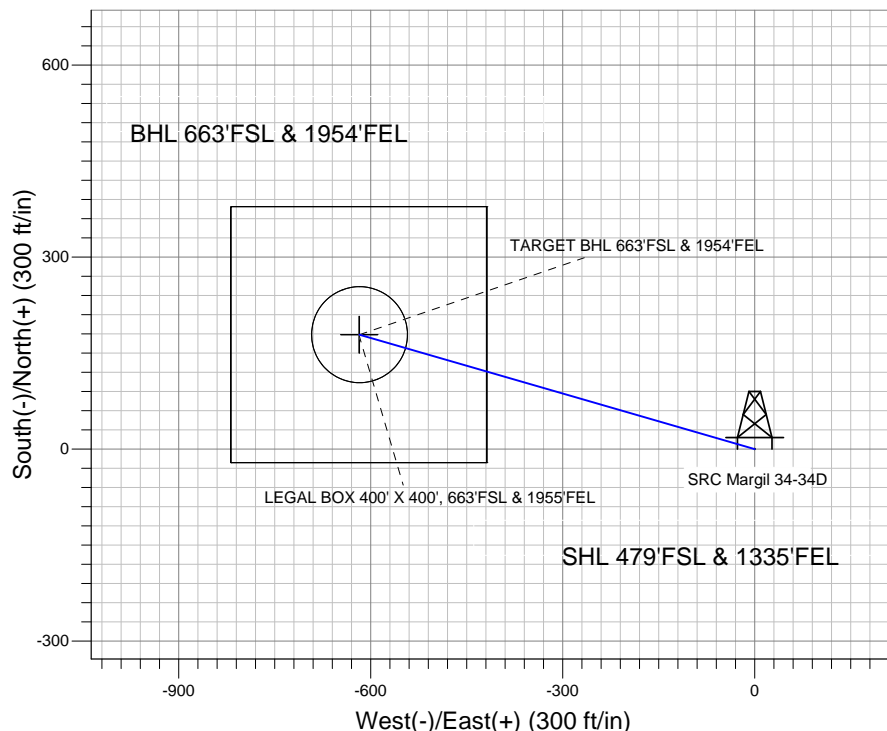 600
BHL 663'FSL & 1954'FEL
TARGET BHL 663'FSL & 1954'FEL
300
South(-)/North(+) (300 ft/in)
0
SRC Margil 34-34D
LEGAL BOX 400' X 400', 663'FSL & 1955'FEL
SHL 479'FSL & 1335'FEL
-300
-900
-600
-300
0
West(-)/East(+) (300 ft/in)